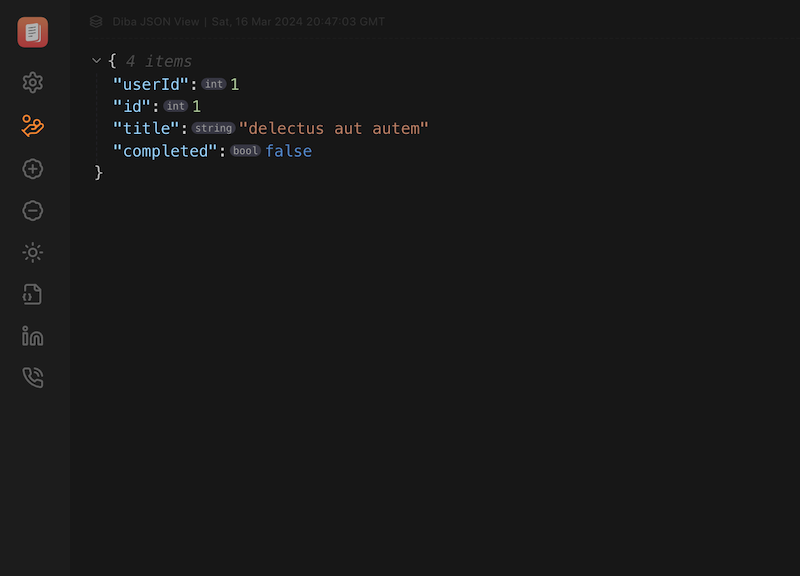 Diba JSON View | Sat, 16 Mar 2024 20:47:03 GMT
{ 4 items
"userId": int 1
"id": int 1
"title": string "delectus aut autem"
"completed": bool false
}
in